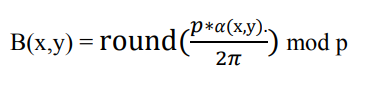 B(x,y) = round(p*α(x,y).⁄2π) mod p